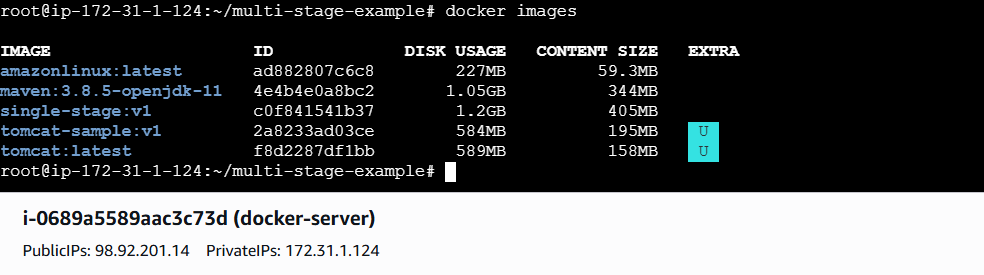 root@ip-172-31-1-124:~/multi-stage-example# docker images
IMAGE ID DISK USAGE CONTENT SIZE EXTRA
amazonlinux:latest ad882807c6c8 227MB 59.3MB
maven:3.8.5-openjdk-11 4e4b4e0a8bc2 1.05GB 344MB
single-stage:v1 c0f841541b37 1.2GB 405MB
tomcat-sample:v1 2a8233ad03ce 584MB 195MB U
tomcat:latest f8d2287df1bb 589MB 158MB U
root@ip-172-31-1-124:~/multi-stage-example#
i-0689a5589aac3c73d (docker-server)
PublicIPs: 98.92.201.14 PrivateIPs: 172.31.1.124